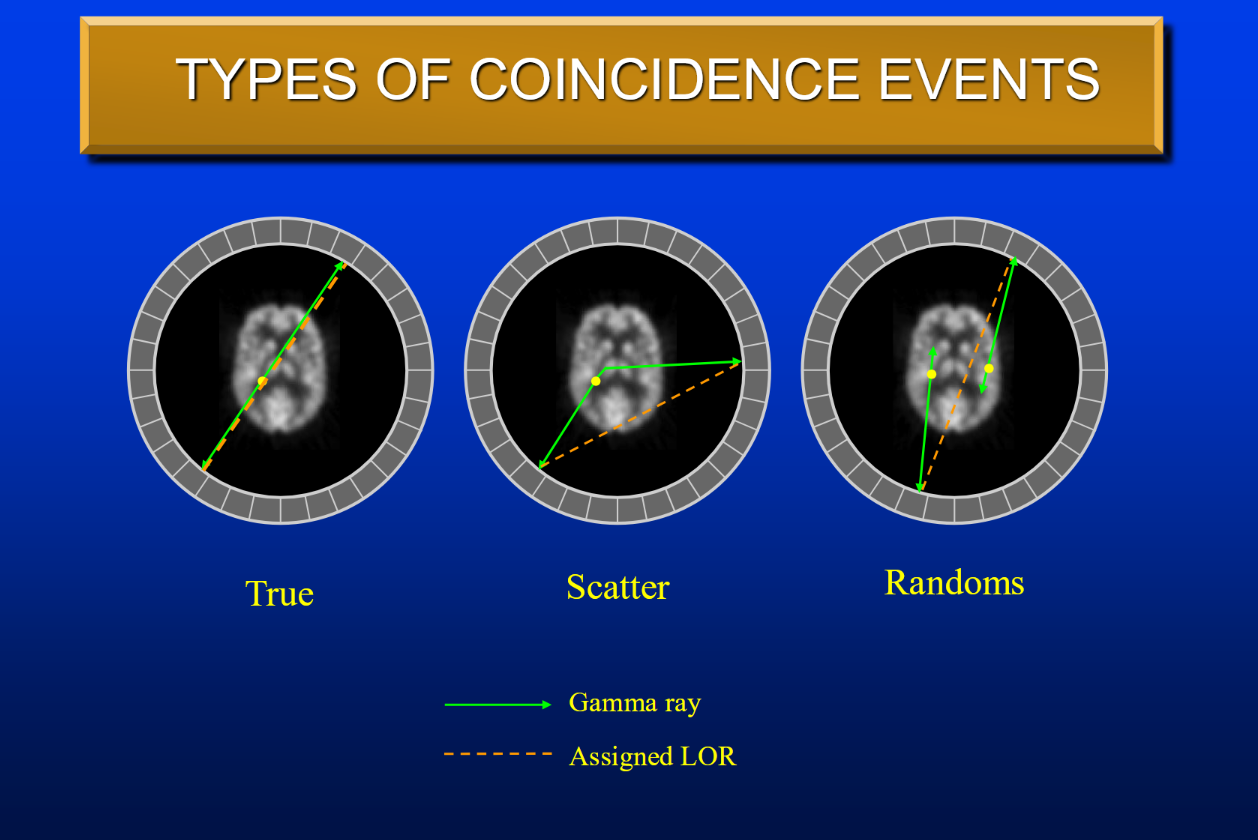 TYPES OF COINCIDENCE EVENTS
True
Scatter
Randoms
Gamma ray
Assigned LOR